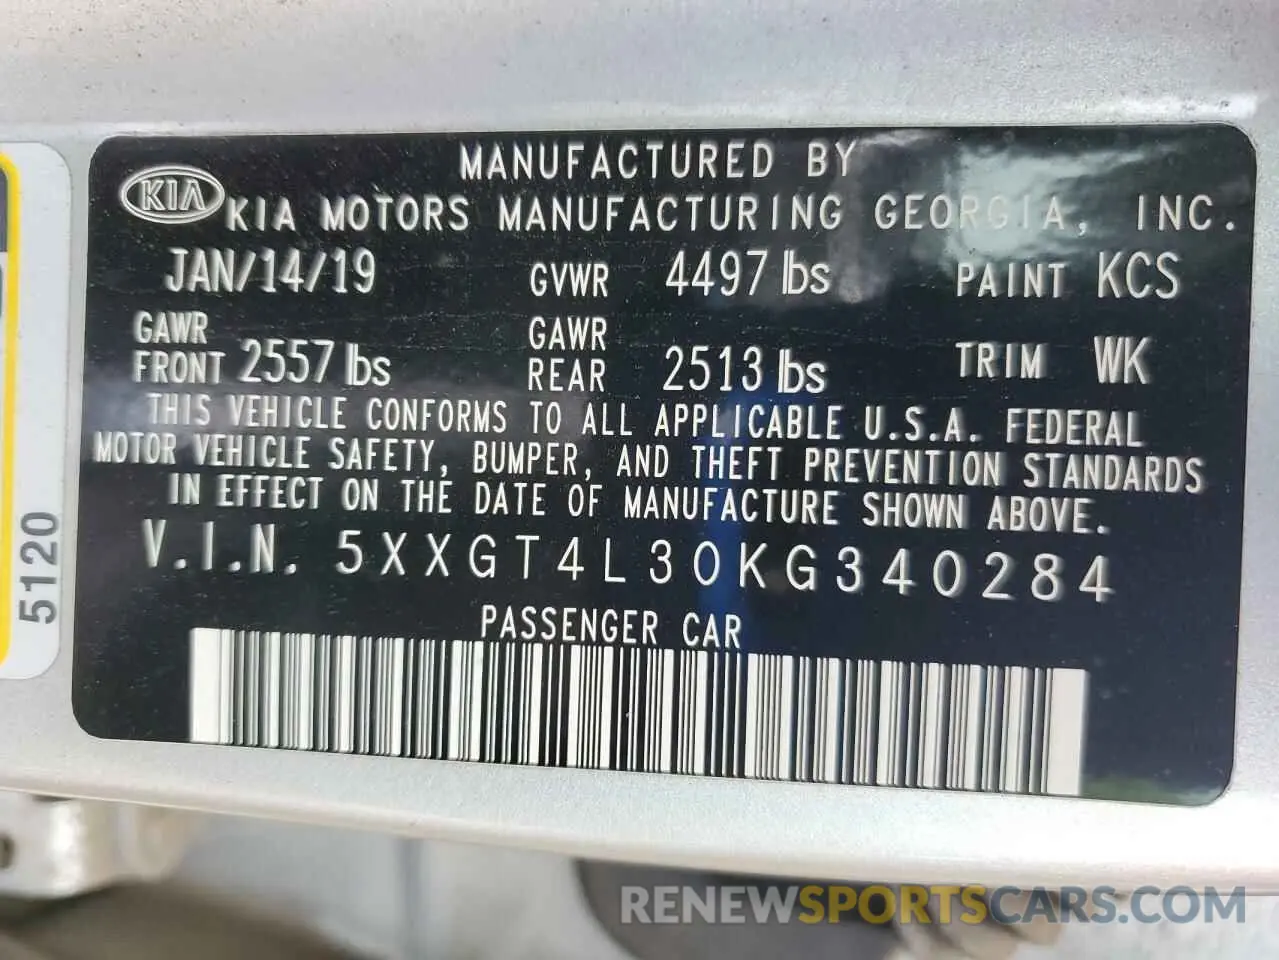 MANUFACTURED BY
KIA KIA MOTORS MANUFACTURING GEORGIA, INC.
JAN/14/19 GVWR 4497 lbs PAINT KCS
GAWR FRONT 2557 lbs GAWR REAR 2513 lbs TRIM WK
THIS VEHICLE CONFORMS TO ALL APPLICABLE U.S.A. FEDERAL
MOTOR VEHICLE SAFETY, BUMPER, AND THEFT PREVENTION STANDARDS
IN EFFECT ON THE DATE OF MANUFACTURE SHOWN ABOVE.
V.I.N. 5XXGT4L30KG340284
PASSENGER CAR
5120
RENEWSPORTSCARS.COM